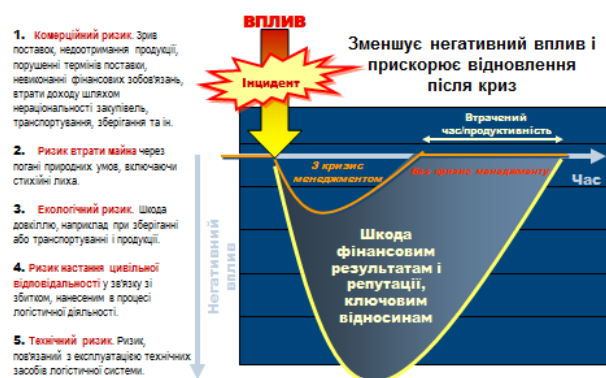 1. Комерційний ризик. Зрив
поставок, недоотримання продукції,
порушенні термінів поставки,
невиконанні фінансових зобов'язань,
втрати доходу шляхом
нераціональності закупівель,
транспортування, зберігання та ін.
2. Ризик втрати майна через
погані природних умов, включаючи
стихійні лиха.
3. Екологічний ризик. Шкода
довкіллю, наприклад при зберіганні
або транспортуванні і продукції.
4. Ризик настання цивільної
відповідальності у зв'язку зі
збитком, нанесеним в процесі
логістичної діяльності.
5. Технічний ризик. Ризик,
пов'язаний з експлуатацією технічних
засобів логістичної системи.
ВПЛИВ
Інцидент
Зменшує негативний вплив і
прискорює відновлення
після криз
Втрачений
час/продуктивність
З кризис
менеджментом
Без кризис менеджменту
Час
Негативний
вплив
Шкода
фінансовим
результатам і
репутації,
ключовим
відносинам